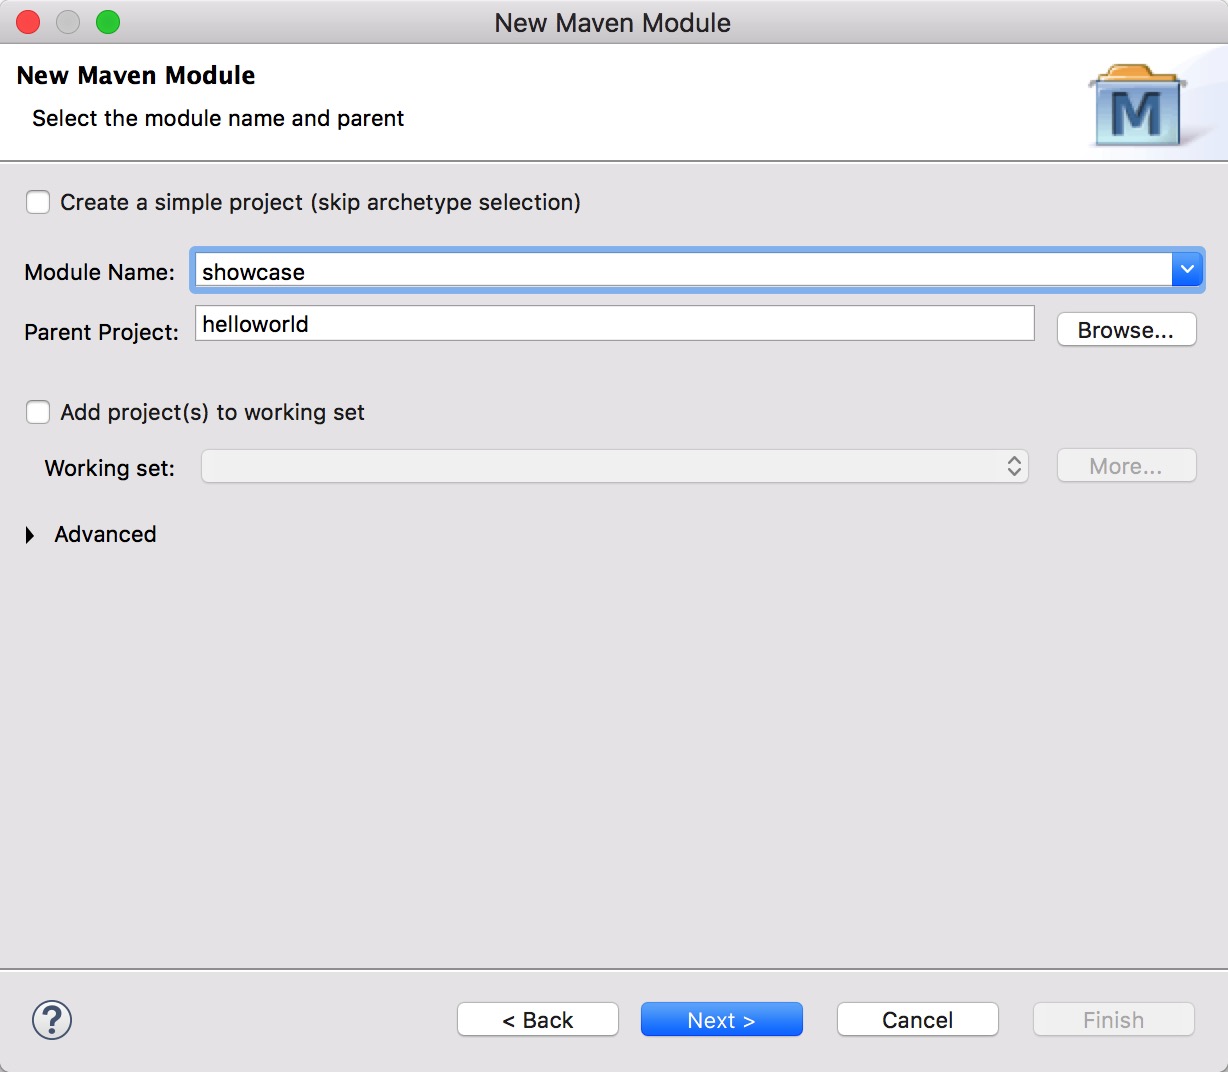 New Maven Module
New Maven Module
Select the module name and parent
M
Create a simple project (skip archetype selection)
Module Name: showcase
Parent Project: helloworld Browse...
Add project(s) to working set
Working set: More...
Advanced
? < Back Next > Cancel Finish